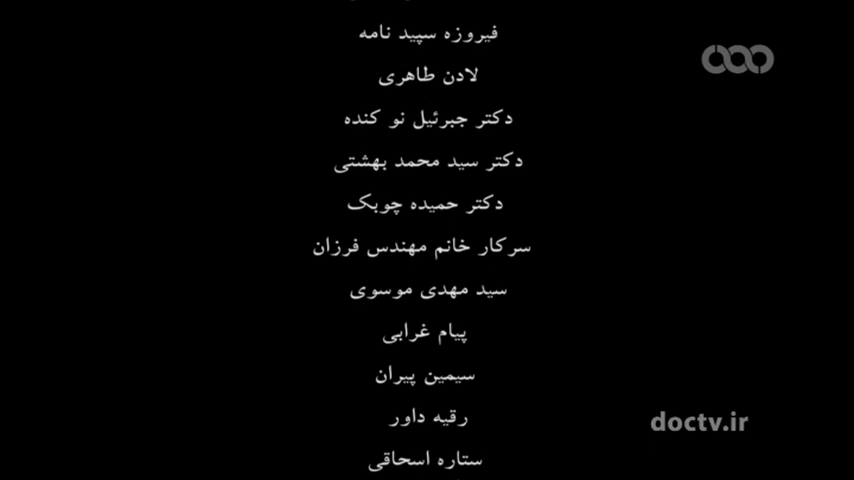 فیروزه سپید نامه
لادن طاهری
دکتر جبرئیل نو کنده
دکتر سید محمد بهشتی
دکتر حمیده چوبک
سرکار خانم مهندس فرزان
سید مهدی موسوی
پیام غرابی
سیمین پیران
رقیه داور
doctv.ir
ستاره اسحاقی